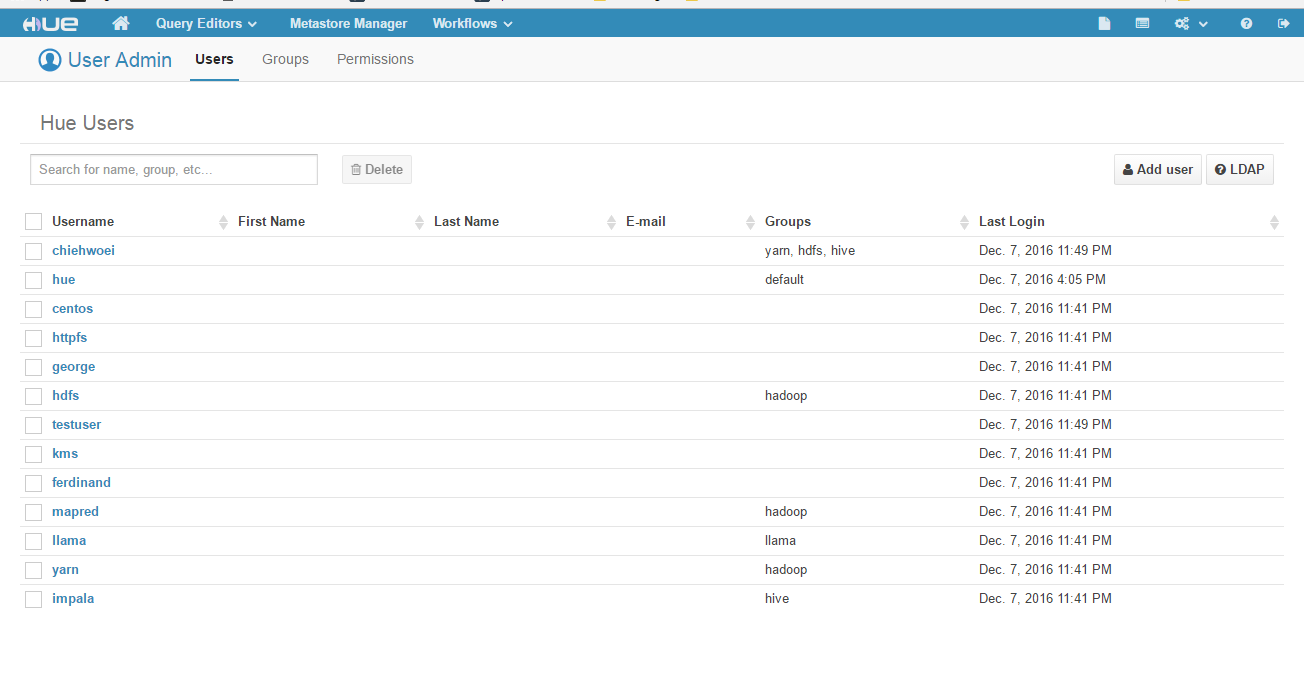 HUE Query Editors Metastore Manager Workflows
User Admin Users Groups Permissions
Hue Users
Search for name, group, etc... Delete Add user LDAP
Username First Name Last Name E-mail Groups Last Login
chiehwoei yarn, hdfs, hive Dec. 7, 2016 11:49 PM
hue default Dec. 7, 2016 4:05 PM
centos Dec. 7, 2016 11:41 PM
httpfs Dec. 7, 2016 11:41 PM
george Dec. 7, 2016 11:41 PM
hdfs hadoop Dec. 7, 2016 11:41 PM
testuser Dec. 7, 2016 11:49 PM
kms Dec. 7, 2016 11:41 PM
ferdinand Dec. 7, 2016 11:41 PM
mapred hadoop Dec. 7, 2016 11:41 PM
llama llama Dec. 7, 2016 11:41 PM
yarn hadoop Dec. 7, 2016 11:41 PM
impala hive Dec. 7, 2016 11:41 PM